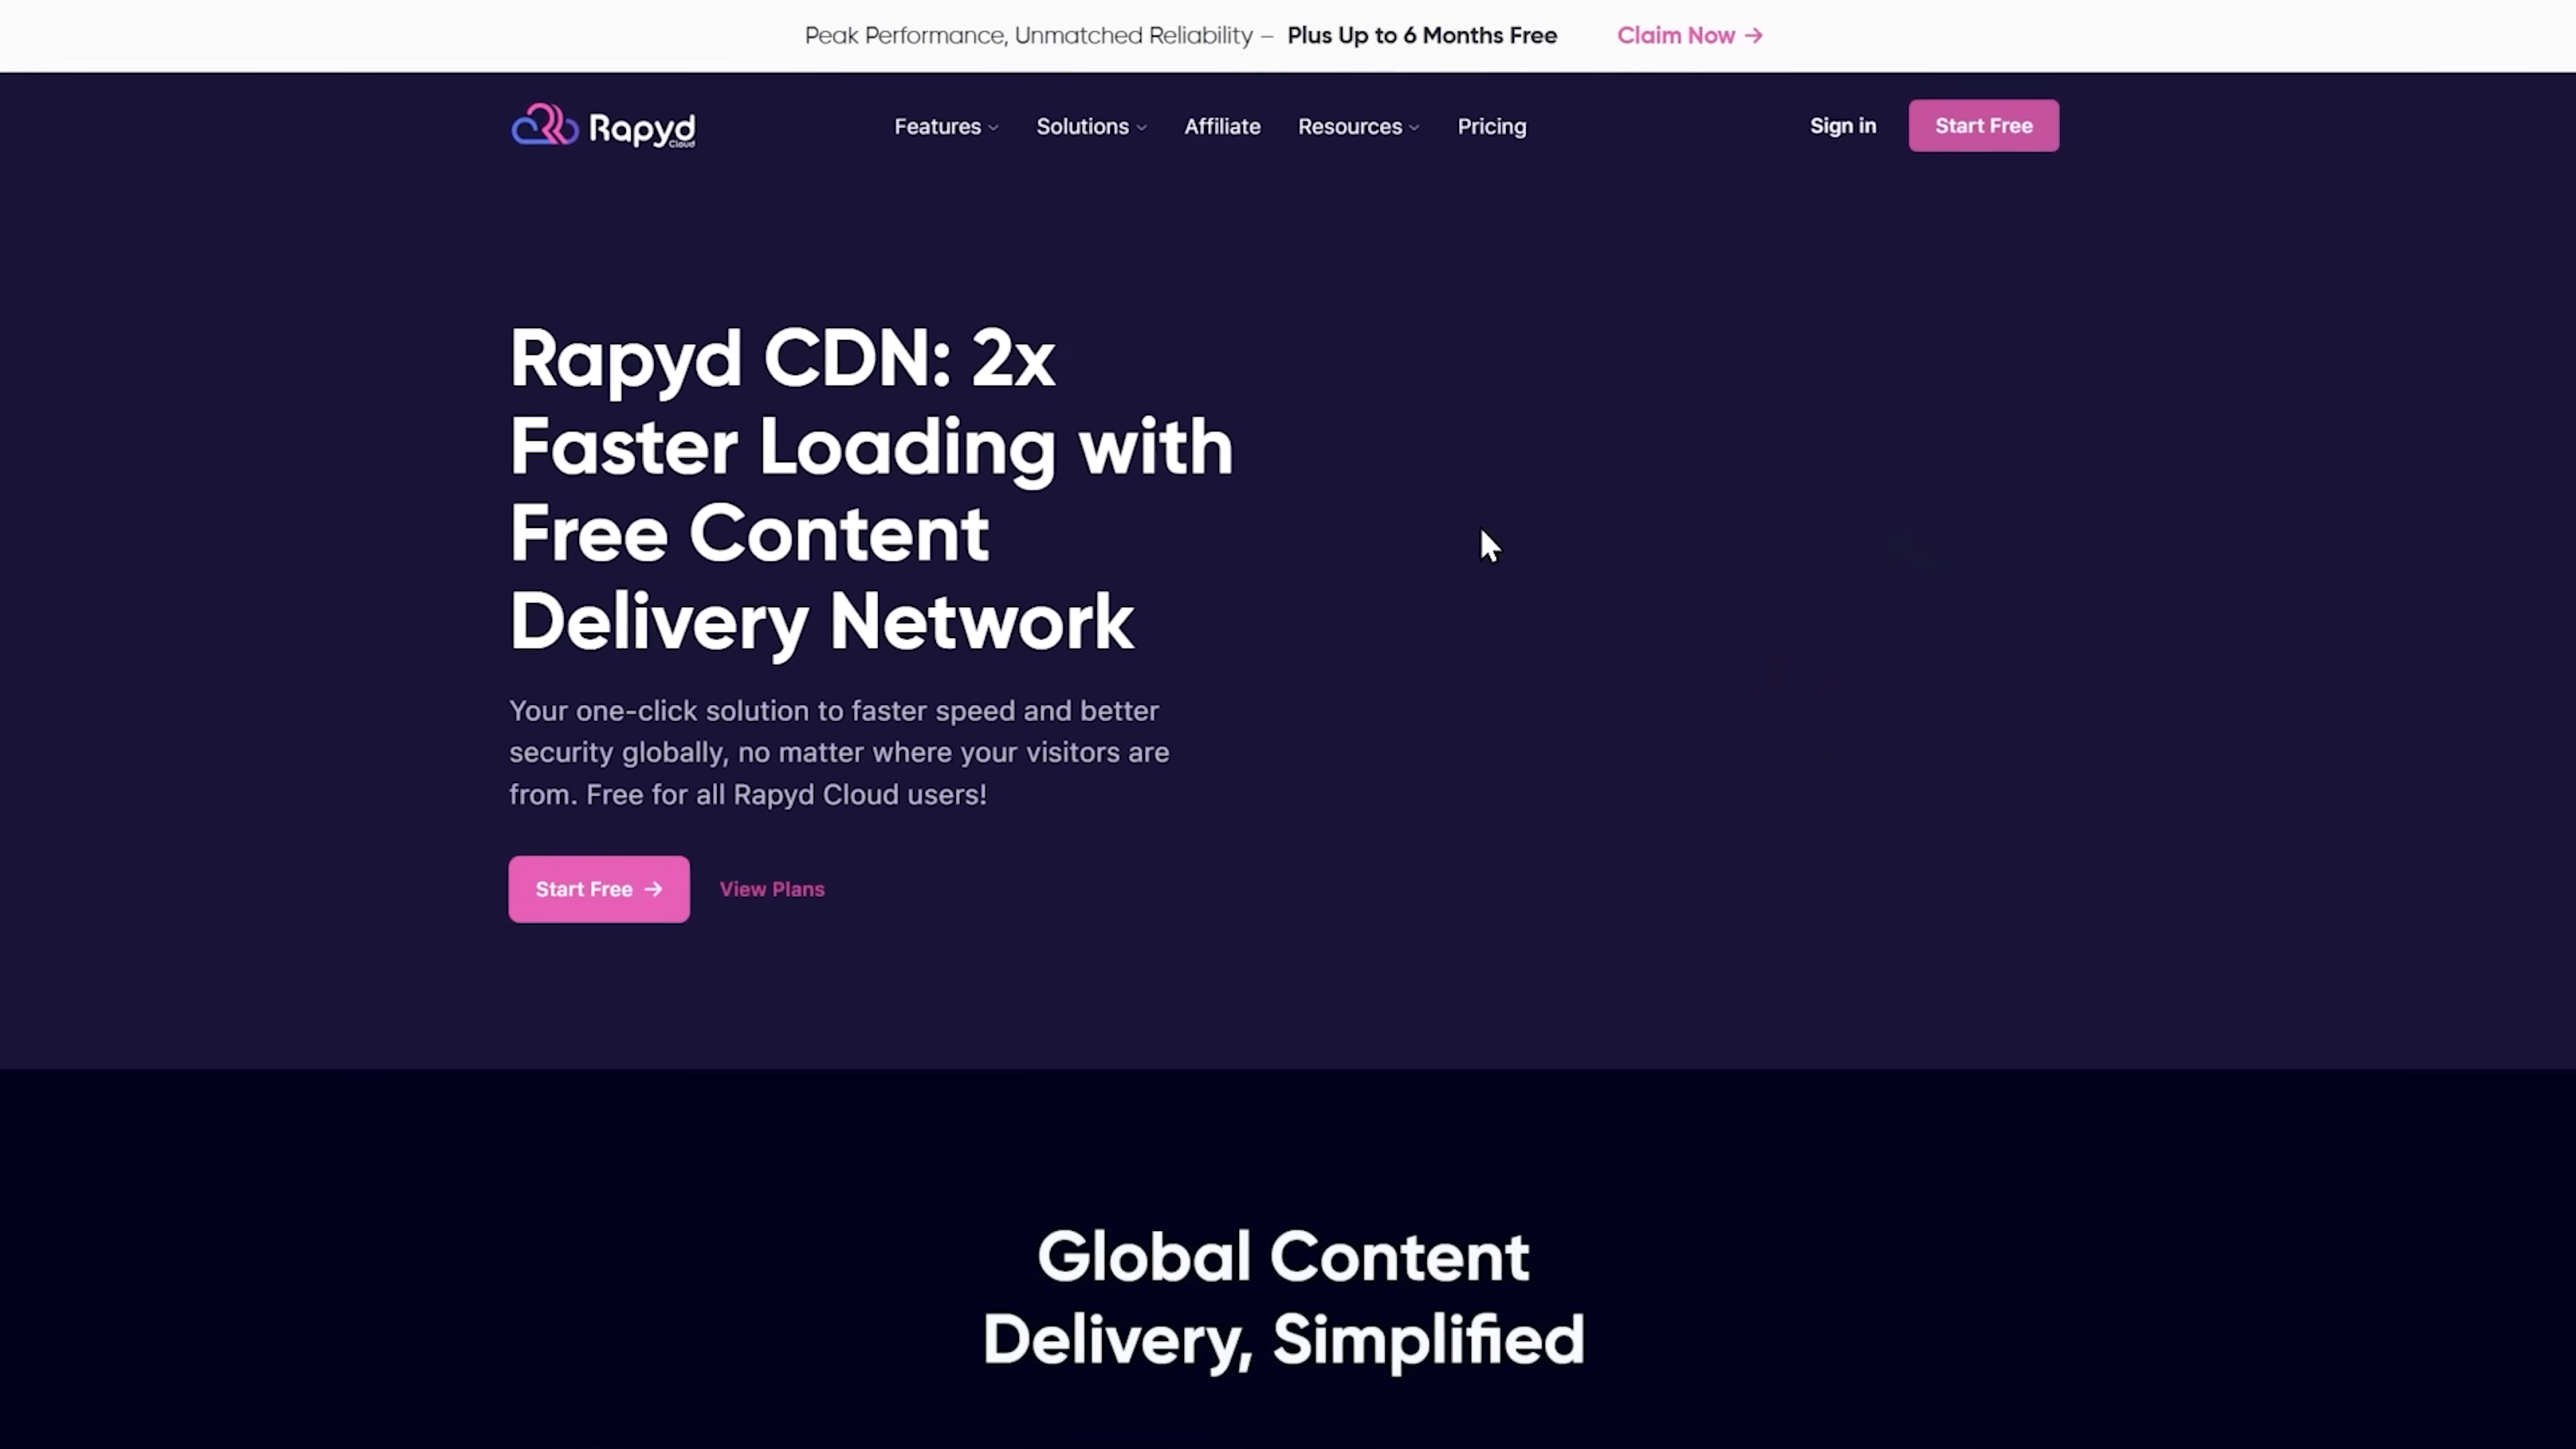 Peak Performance, Unmatched Reliability – Plus Up to 6 Months Free Claim Now →
Rapyd Cloud
Features Solutions Affiliate Resources Pricing
Sign in Start Free
Rapyd CDN: 2x
Faster Loading with
Free Content
Delivery Network
Your one-click solution to faster speed and better
security globally, no matter where your visitors are
from. Free for all Rapyd Cloud users!
Start Free →
View Plans
Global Content
Delivery, Simplified